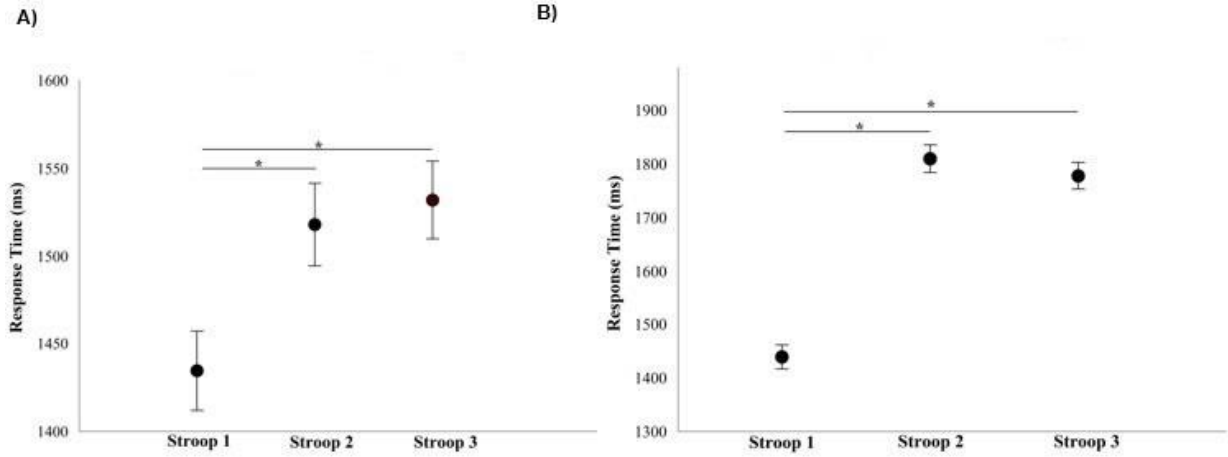 A)
1600
1550
1500
1450
1400
Response Time (ms)
*
*
Stroop 1
Stroop 2
Stroop 3
B)
1900
1800
1700
1600
1500
1400
1300
Response Time (ms)
*
*
Stroop 1
Stroop 2
Stroop 3